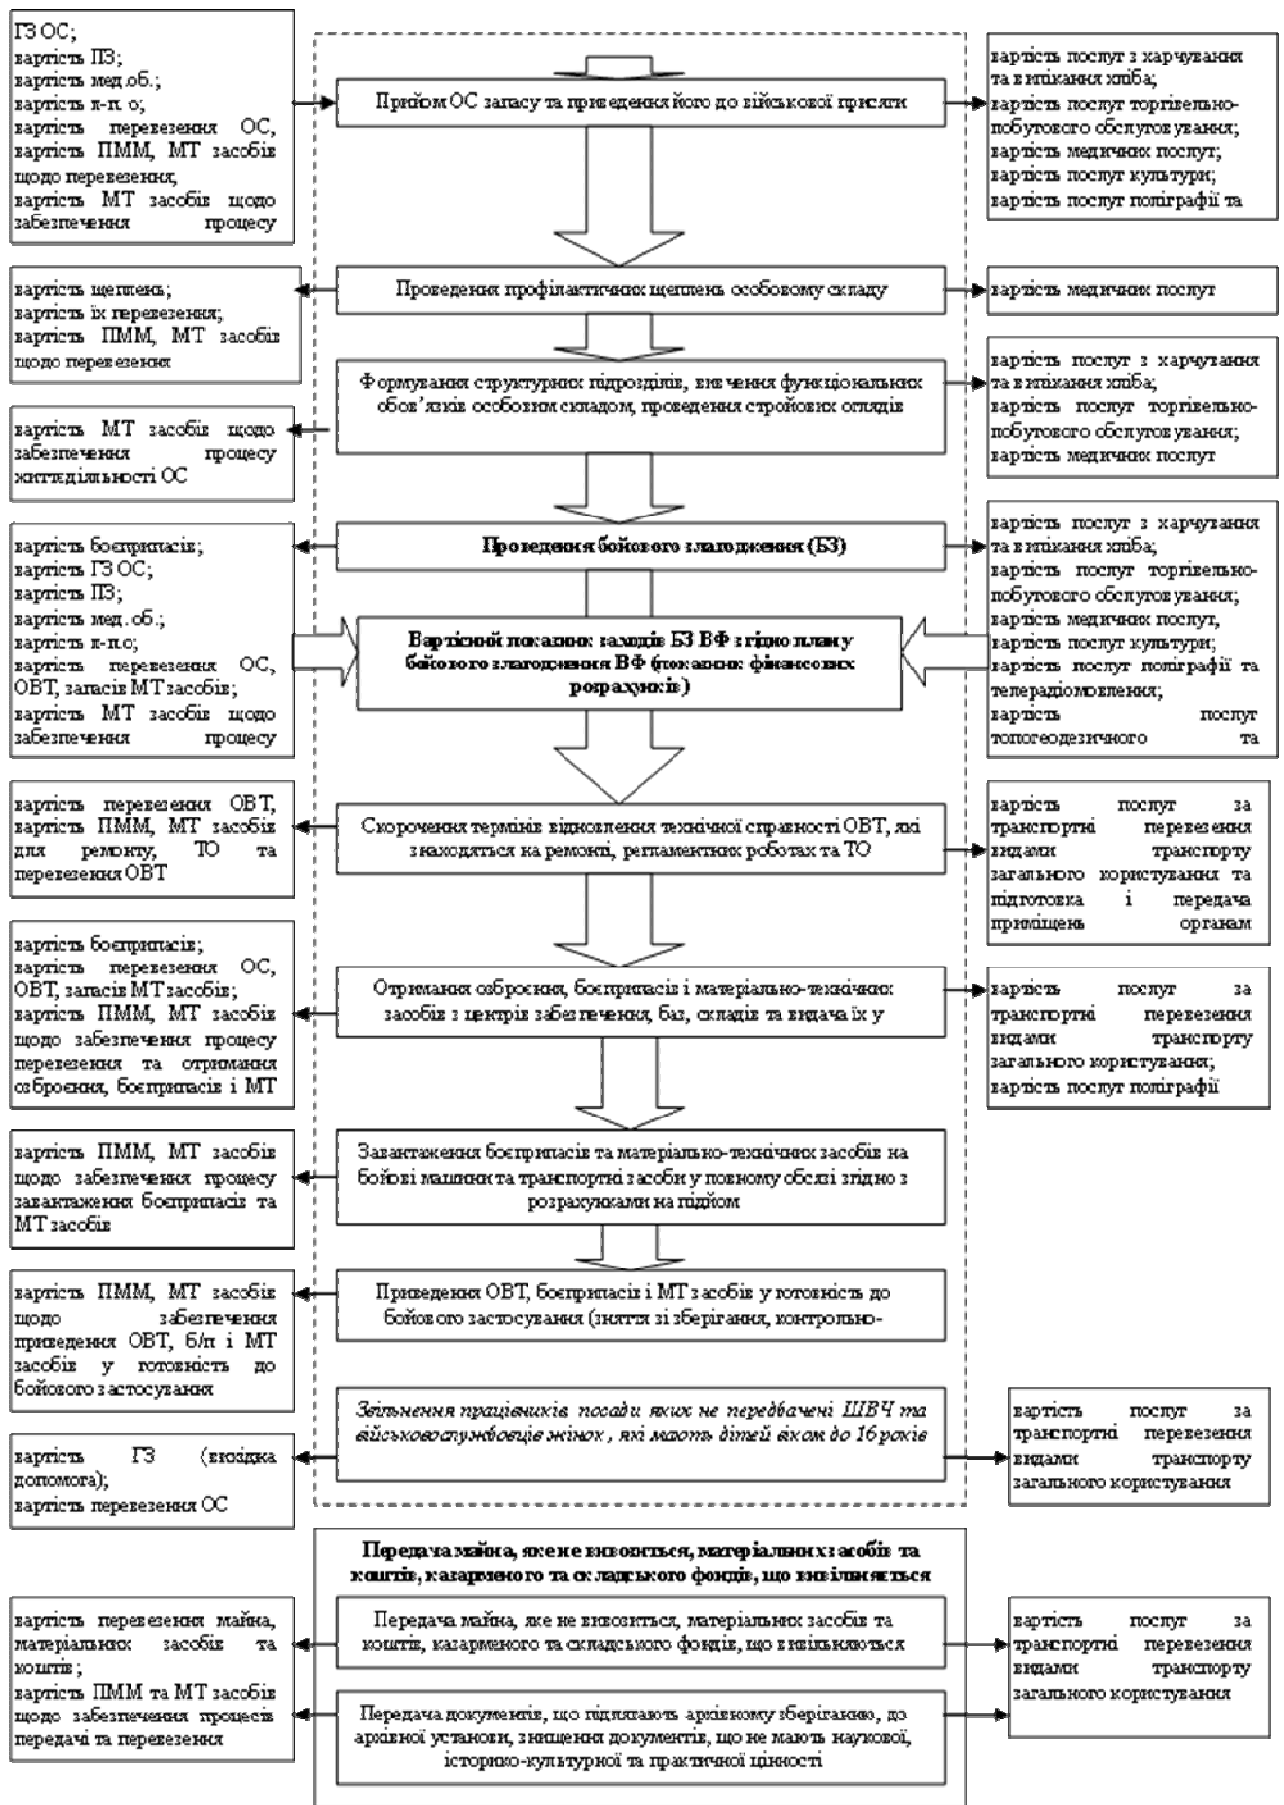 ГЗ ОС;
вартість ПЗ;
вартість мед.об.;
вартість л-п.о;
вартість перевезення ОС,
вартість ПММ, МТ засобів
щодо перевезення;
вартість МТ засобів щодо
забезпечення процесу
Прийом ОС запасу та приведення його до військової присяги
вартість послуг з харчування
та випікання хліба;
вартість послуг торгівельно-
побутового обслуговування;
вартість медичних послуг;
вартість послуг культури;
вартість послуг поліграфії та
вартість щеплень;
вартість їх перевезення;
вартість ПММ, МТ засобів
щодо перевезення
Проведення профілактичних щеплень особовому складу
вартість медичних послуг
вартість МТ засобів щодо
забезпечення процесу
життєдіяльності ОС
Формування структурних підрозділів, вивчення функціональних
обов’язків особовим складом, проведення стройових оглядів
вартість послуг з харчування
та випікання хліба;
вартість послуг торгівельно-
побутового обслуговування;
вартість медичних послуг
вартість боєприпасів;
вартість ГЗ ОС;
вартість ПЗ;
вартість мед. об.;
вартість л-п.о;
вартість перевезення ОС,
ОВТ, запасів МТ засобів;
вартість МТ засобів щодо
забезпечення процесу
Проведення бойового злагодження (БЗ)
Вартісний показник заходів БЗ ВФ згідно плану
бойового злагодження ВФ (показник фінансових
розрахунків)
вартість послуг з харчування
та випікання хліба;
вартість послуг торгівельно-
побутового обслуговування;
вартість медичних послуг,
вартість послуг культури;
вартість послуг поліграфії та
телерадіомовлення;
вартість послуг
топогеодезичного та
вартість перевезення ОВТ,
вартість ПММ, МТ засобів
для ремонту, ТО та
перевезення ОВТ
Скорочення термінів відновлення технічної справності ОВТ, які
знаходяться на ремонті, регламентних роботах та ТО
вартість послуг за
транспортні перевезення
видами транспорту
загального користування та
підготовка і передача
приміщень органам
вартість боєприпасів;
вартість перевезення ОС,
ОВТ, запасів МТ засобів;
вартість ПММ, МТ засобів
щодо забезпечення процесу
перевезення та отримання
озброєння, боєприпасів і МТ
Отримання озброєння, боєприпасів і матеріально-технічних
засобів з центрів забезпечення, баз, складів та видача їх у
вартість послуг за
транспортні перевезення
видами транспорту
загального користування;
вартість послуг поліграфії
вартість ПММ, МТ засобів
щодо забезпечення процесу
завантаження боєприпасів та
МТ засобів
Завантаження боєприпасів та матеріально-технічних засобів на
бойові машини та транспортні засоби у повному обсязі згідно з
розрахунками на підйом
вартість ПММ, МТ засобів
щодо забезпечення
приведення ОВТ, б/п і МТ
засобів у готовність до
бойового застосування
Приведення ОВТ, боєприпасів і МТ засобів у готовність до
бойового застосування (зняття зі зберігання, контрольно-
вартість ГЗ (вихідна
допомога);
вартість перевезення ОС
Звільнення працівників посади яких не передбачені ШВЧ та
військовослужбовців жінок , які мають дітей віком до 16 років
вартість послуг за
транспортні перевезення
видами транспорту
загального користування
Передача майна, яке не вивозиться, матеріальних засобів та
коштів, казарменого та складського фондів, що вивільняється
вартість перевезення майна,
матеріальних засобів та
коштів;
вартість ПММ та МТ засобів
щодо забезпечення процесів
передачі та перевезення
Передача майна, яке не вивозиться, матеріальних засобів та
коштів, казарменого та складського фондів, що вивільняються
Передача документів, що підлягають архівному зберіганню, до
архівної установи, знищення документів, що не мають наукової,
історико-культурної та практичної цінності
вартість послуг за
транспортні перевезення
видами транспорту
загального користування